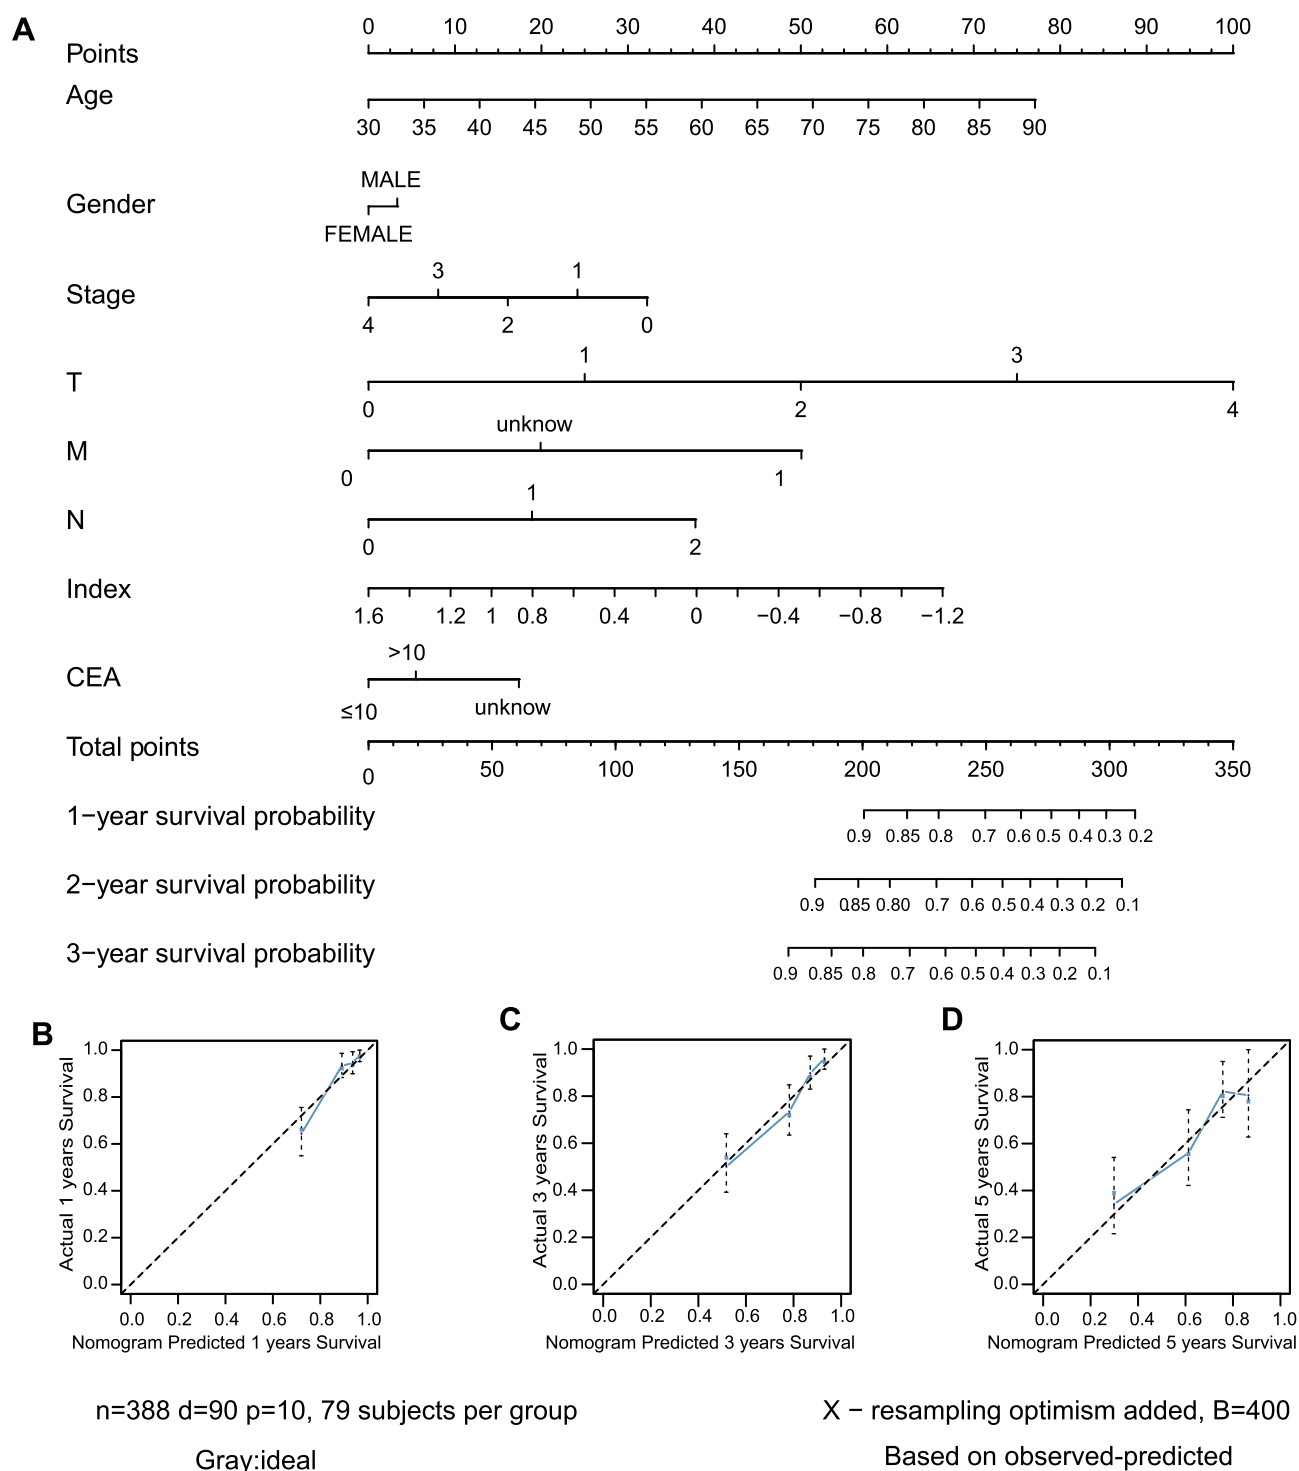 A
0 10 20 30 40 50 60 70 80 90 100
Points
Age
30 35 40 45 50 55 60 65 70 75 80 85 90
MALE
Gender
FEMALE
3 1
Stage
4 2 0
1 3
T
0 2 4
unknow
M
0 1
1
N
0 2
Index
1.6 1.2 1 0.8 0.4 0 −0.4 −0.8 −1.2
>10
CEA
≤10 unknow
Total points
0 50 100 150 200 250 300 350
1−year survival probability
0.9 0.85 0.8 0.7 0.6 0.5 0.4 0.3 0.2
2−year survival probability
0.9 0.85 0.80 0.7 0.6 0.5 0.4 0.3 0.2 0.1
3−year survival probability
0.9 0.85 0.8 0.7 0.6 0.5 0.4 0.3 0.2 0.1
B
Actual 1 years Survival
1.0
0.8
0.6
0.4
0.2
0.0
0.0 0.2 0.4 0.6 0.8 1.0
Nomogram Predicted 1 years Survival
C
Actual 3 years Survival
1.0
0.8
0.6
0.4
0.2
0.0
0.0 0.2 0.4 0.6 0.8 1.0
Nomogram Predicted 3 years Survival
D
Actual 5 years Survival
1.0
0.8
0.6
0.4
0.2
0.0
0.0 0.2 0.4 0.6 0.8 1.0
Nomogram Predicted 5 years Survival
n=388 d=90 p=10, 79 subjects per group
Gray:ideal
X − resampling optimism added, B=400
Based on observed-predicted